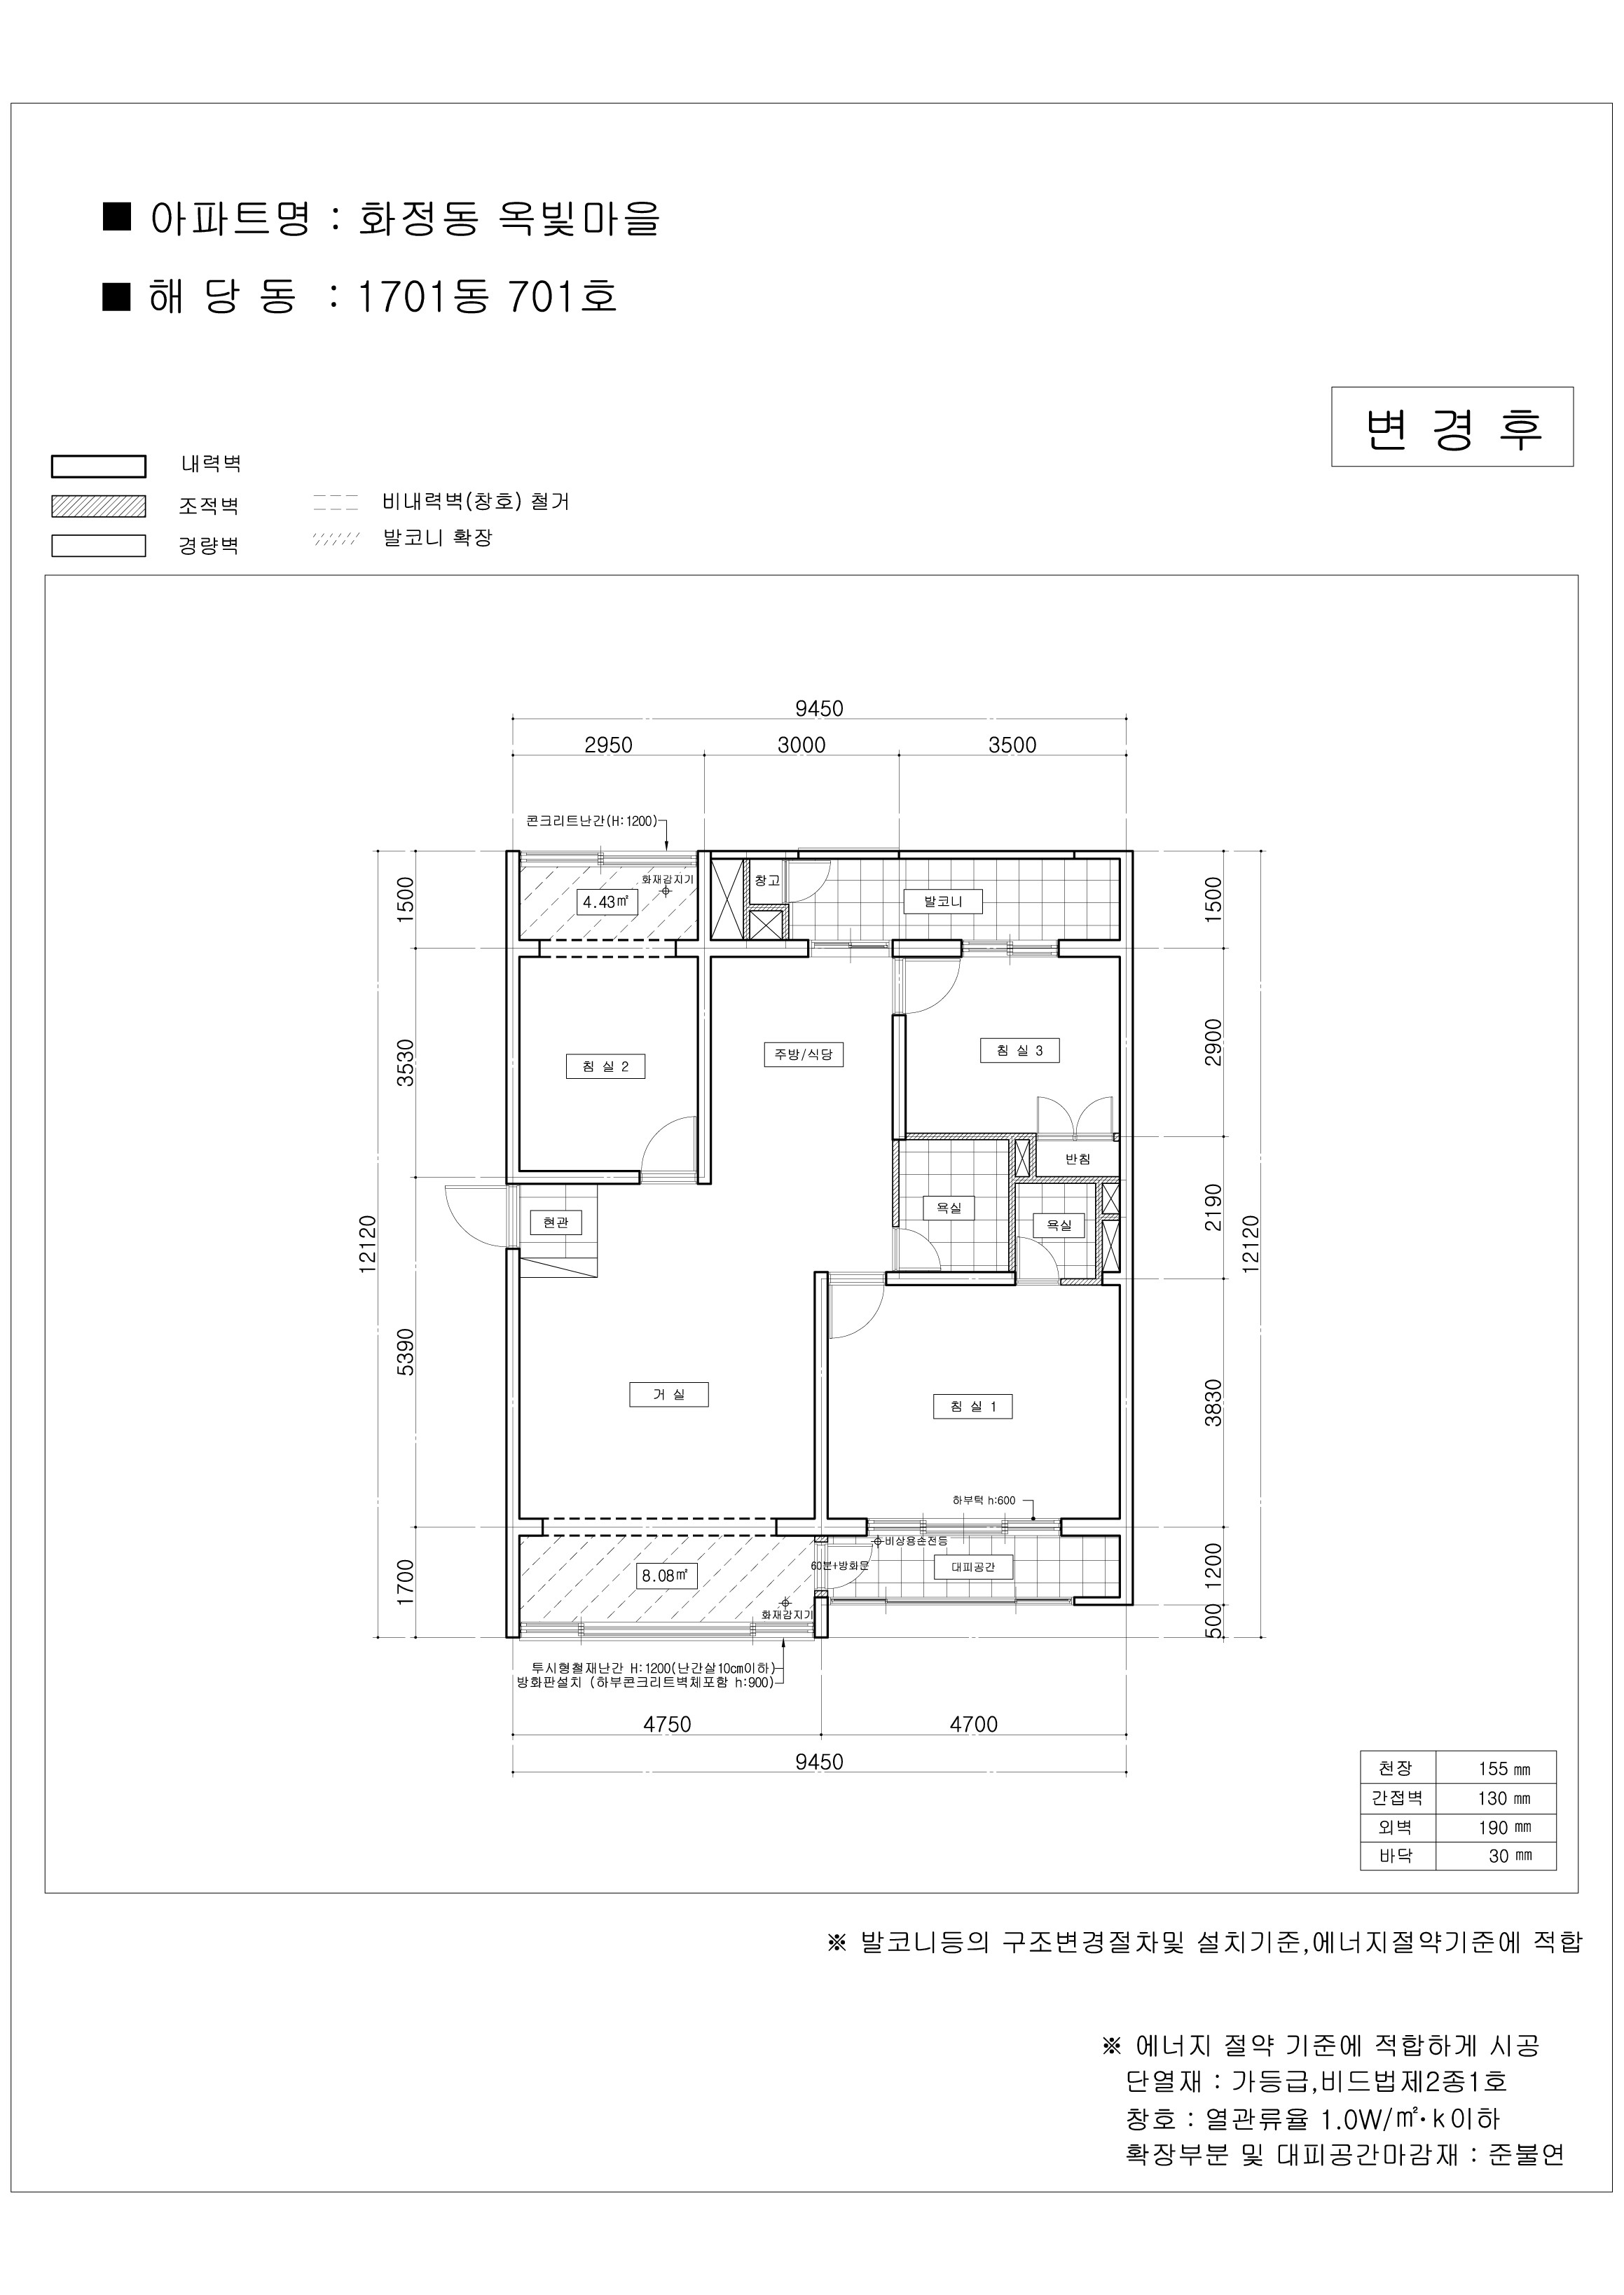 ■ 아파트명 : 화정동 옥빛마을
■ 해 당 동 : 1701동 701호
변 경 후
내력벽
조적벽
경량벽
비내력벽(창호) 철거
발코니 확장
9450
2950 3000 3500
콘크리트난간(H:1200)
화재감지기
4.43㎡
창고
발코니
1500
1500
3530
2900
침 실 2
주방/식당
침 실 3
반침
욕실
욕실
현관
12120
2190
12120
5390
3830
거 실
침 실 1
하부턱 h:600
비상용손전등
60분+방화문
대피공간
8.08㎡
화재감지기
1700
1200
500
투시형철재난간 H:1200(난간살10cm이하)
방화판설치 (하부콘크리트벽체포함 h:900)
4750 4700
9450
천장 155 ㎜
간접벽 130 ㎜
외벽 190 ㎜
바닥 30 ㎜
※ 발코니등의 구조변경절차및 설치기준,에너지절약기준에 적합
※ 에너지 절약 기준에 적합하게 시공
단열재 : 가등급,비드법제2종1호
창호 : 열관류율 1.0W/㎡·k이하
확장부분 및 대피공간마감재 : 준불연